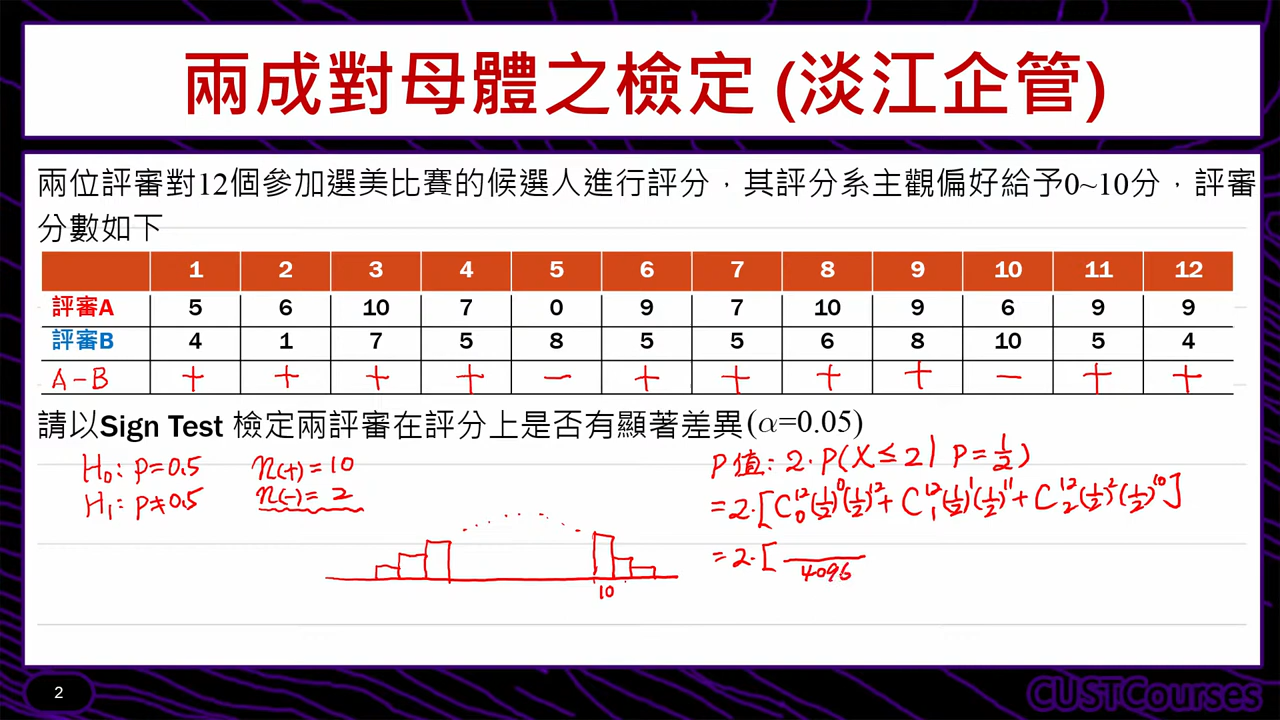 兩成對母體之檢定 (淡江企管)
兩位評審對12個參加選美比賽的候選人進行評分，其評分系主觀偏好給予0~10分，評審
分數如下
1 2 3 4 5 6 7 8 9 10 11 12
評審A 5 6 10 7 0 9 7 10 9 6 9 9
評審B 4 1 7 5 8 5 5 6 8 10 5 4
A-B + + + + - + + + + - + +
請以Sign Test 檢定兩評審在評分上是否有顯著差異(α=0.05)
H₀: p=0.5 n(+)=10
H₁: p≠0.5 n(-)=2
P值: 2·P(X≤2| P=1/2)
=2·[C₀¹²(1/2)⁰(1/2)¹²+C₁¹²(1/2)¹(1/2)¹¹+C₂¹²(1/2)²(1/2)¹⁰]
=2·[ /4096
10
2
CUSTCourses